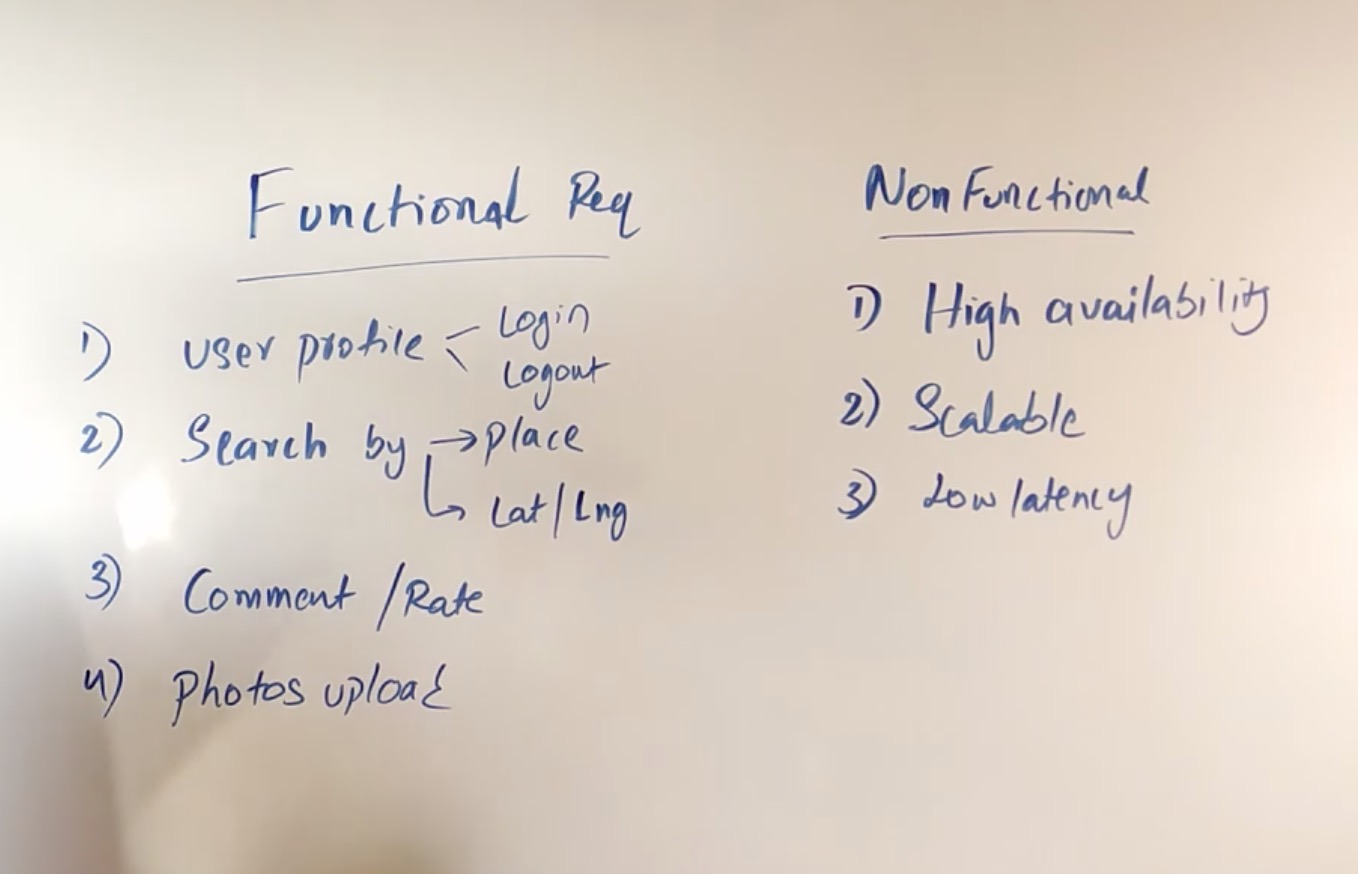 Functional Req
1) user profile < Login
Logout
2) Search by → place
↳ Lat/Lng
3) Comment / Rate
4) photos upload
Non Functional
1) High availability
2) Scalable
3) Low latency